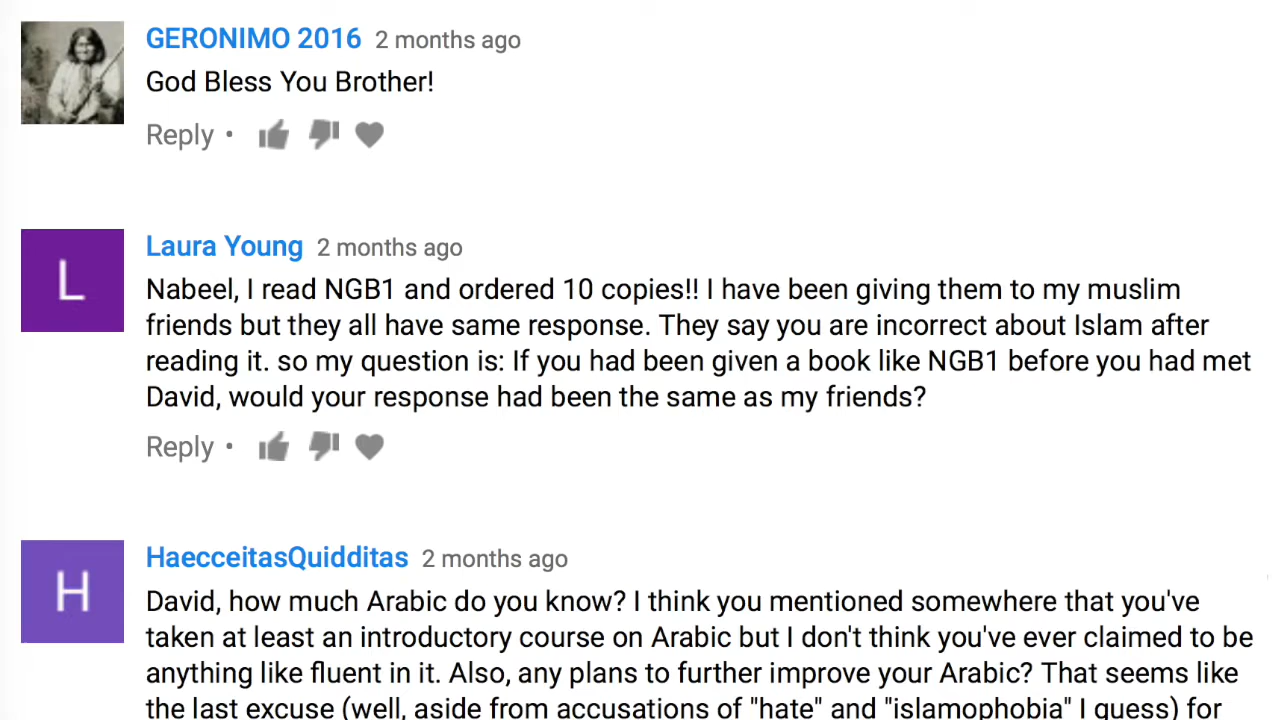 GERONIMO 2016 2 months ago
God Bless You Brother!
Reply •
L
Laura Young 2 months ago
Nabeel, I read NGB1 and ordered 10 copies!! I have been giving them to my muslim
friends but they all have same response. They say you are incorrect about Islam after
reading it. so my question is: If you had been given a book like NGB1 before you had met
David, would your response had been the same as my friends?
Reply •
H
HaecceitasQuidditas 2 months ago
David, how much Arabic do you know? I think you mentioned somewhere that you've
taken at least an introductory course on Arabic but I don't think you've ever claimed to be
anything like fluent in it. Also, any plans to further improve your Arabic? That seems like
the last excuse (well, aside from accusations of "hate" and "islamophobia" I guess) for